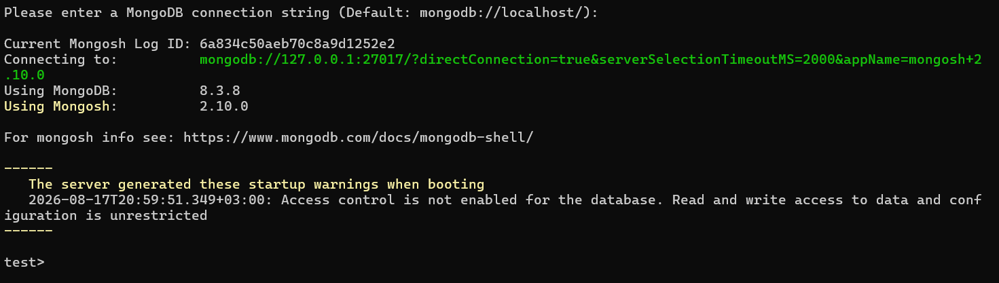 Please enter a MongoDB connection string (Default: mongodb://localhost/):
Current Mongosh Log ID: 6a834c50aeb70c8a9d1252e2
Connecting to:          mongodb://127.0.0.1:27017/?directConnection=true&serverSelectionTimeoutMS=2000&appName=mongosh+2
.10.0
Using MongoDB:          8.3.8
Using Mongosh:          2.10.0
For mongosh info see: https://www.mongodb.com/docs/mongodb-shell/
------
   The server generated these startup warnings when booting
   2026-08-17T20:59:51.349+03:00: Access control is not enabled for the database. Read and write access to data and conf
iguration is unrestricted
------
test>